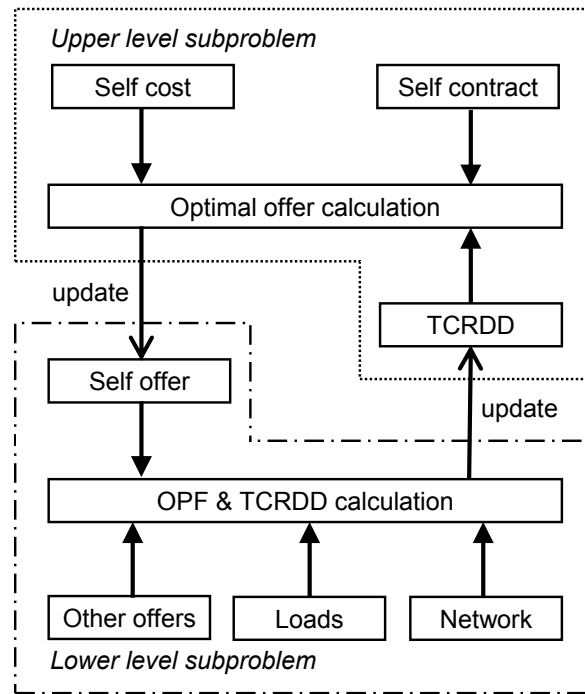 Upper level subproblem
Self cost
Self contract
Optimal offer calculation
update
TCRDD
Self offer
update
OPF & TCRDD calculation
Other offers
Loads
Network
Lower level subproblem